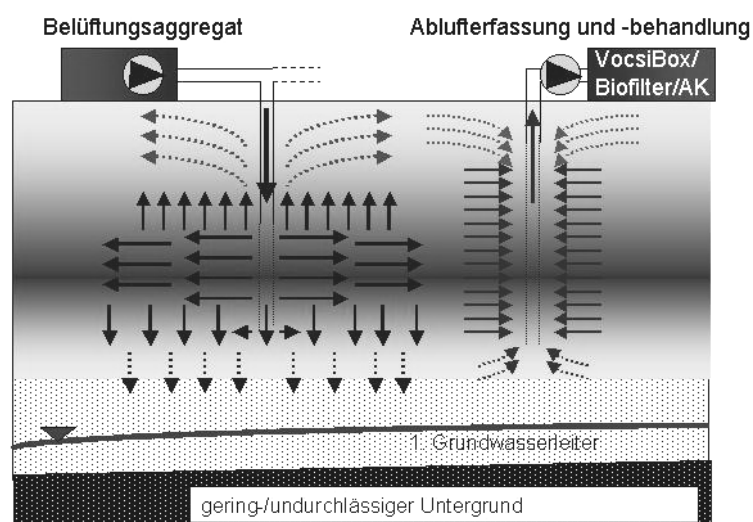 Belüftungsaggregat
Ablufterfassung und -behandlung
VocsiBox/
Biofilter/AK
1. Grundwasserleiter
gering-/undurchlässiger Untergrund